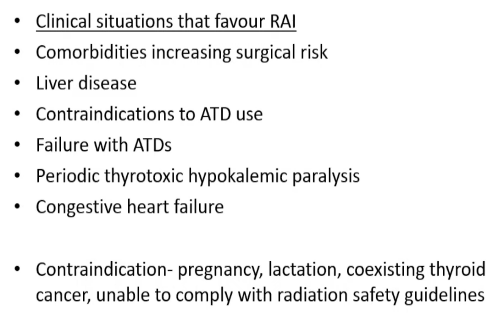 • Clinical situations that favour RAI
• Comorbidities increasing surgical risk
• Liver disease
• Contraindications to ATD use
• Failure with ATDs
• Periodic thyrotoxic hypokalemic paralysis
• Congestive heart failure
• Contraindication- pregnancy, lactation, coexisting thyroid
cancer, unable to comply with radiation safety guidelines